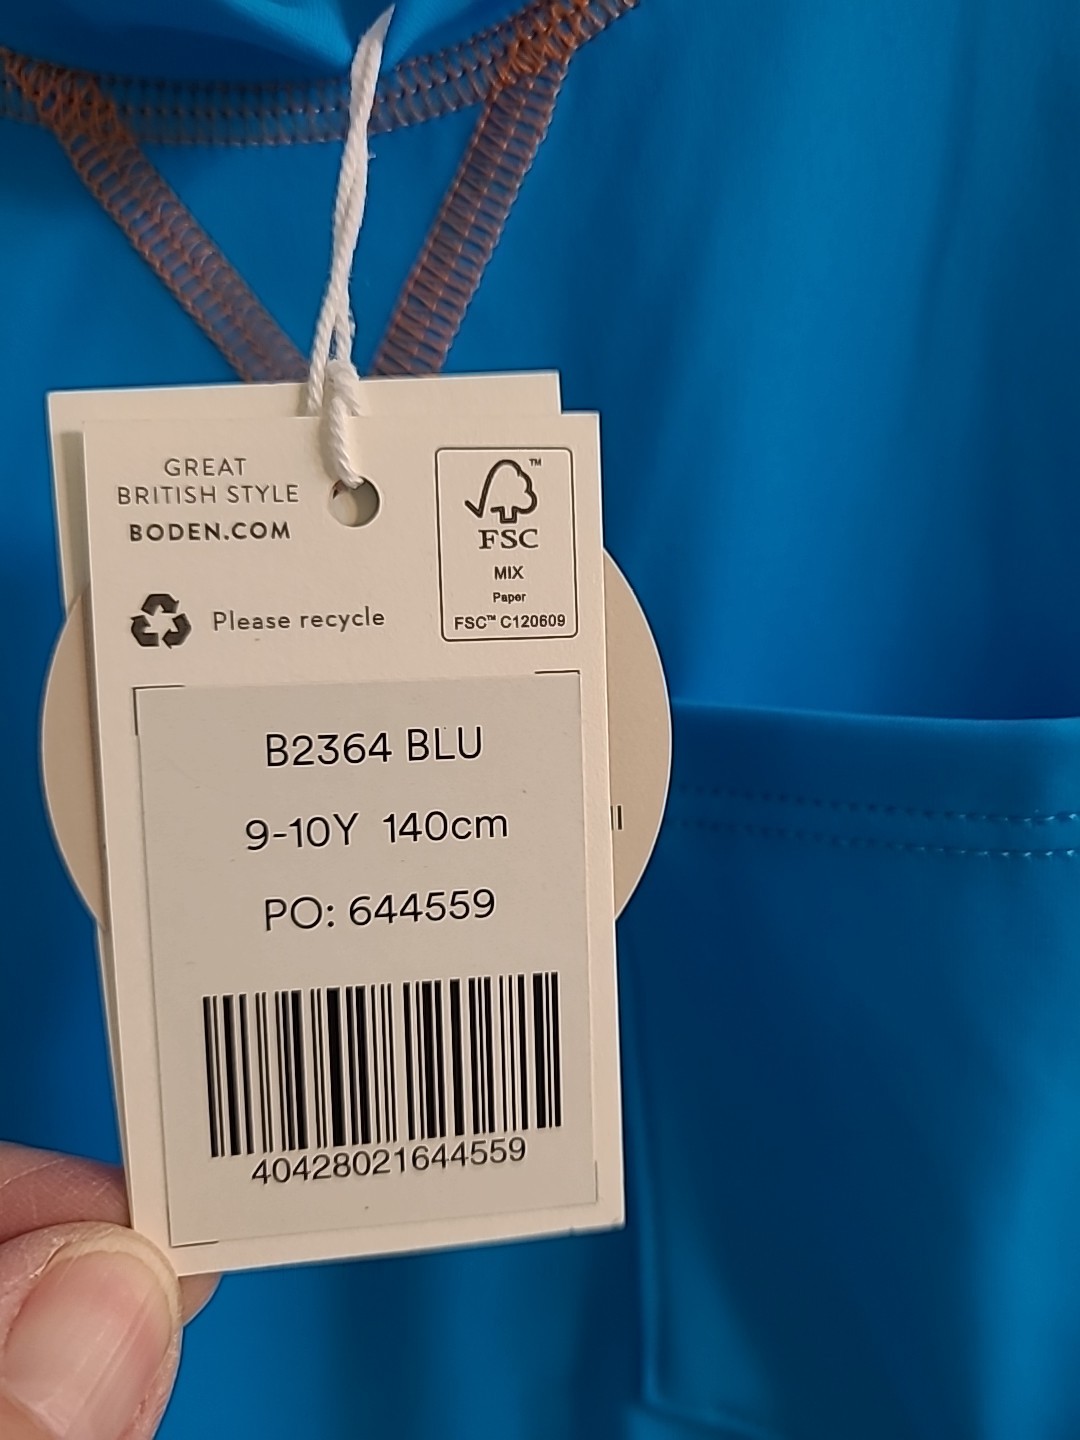 GREAT
BRITISH STYLE
BODEN.COM
Please recycle
FSC
MIX
Paper
FSC™ C120609
B2364 BLU
9-10Y 140cm
PO: 644559
40428021644559